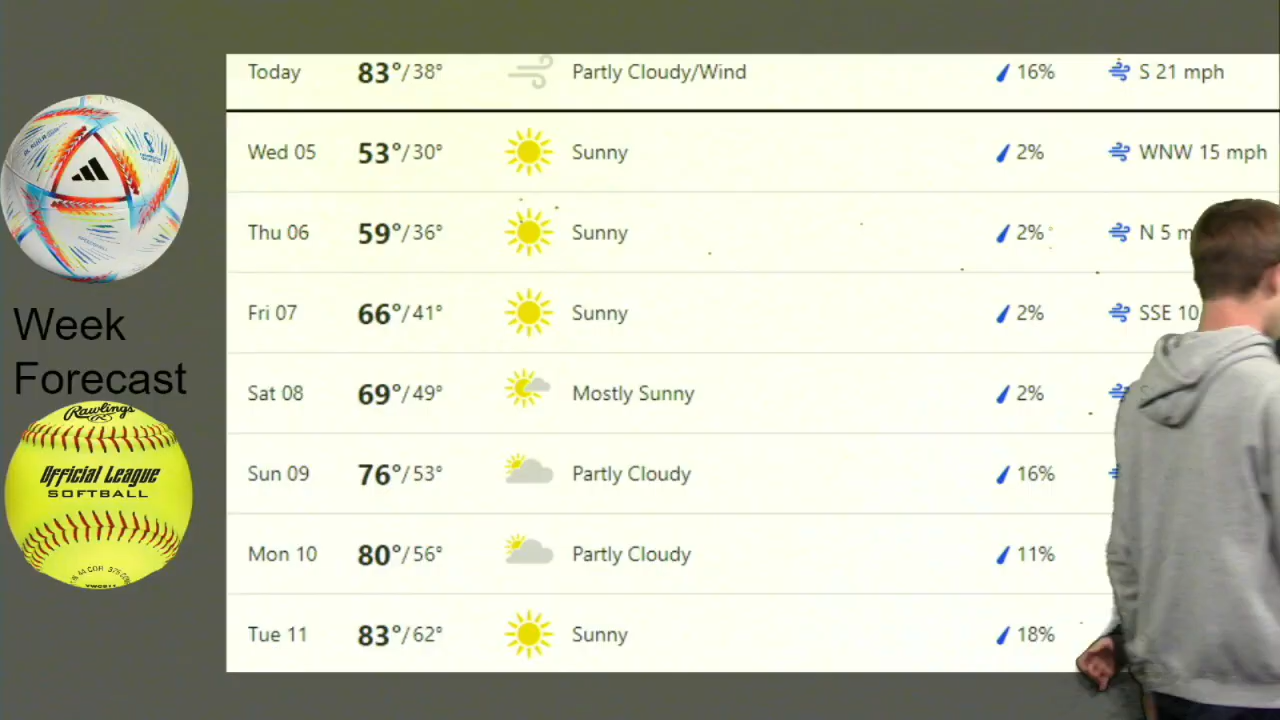 Today 83°/38° Partly Cloudy/Wind 16% S 21 mph
Wed 05 53°/30° Sunny 2% WNW 15 mph
Thu 06 59°/36° Sunny 2% N 5 m
Fri 07 66°/41° Sunny 2% SSE 10
Sat 08 69°/49° Mostly Sunny 2%
Sun 09 76°/53° Partly Cloudy 16%
Mon 10 80°/56° Partly Cloudy 11%
Tue 11 83°/62° Sunny 18%
Week
Forecast
Rawlings
R
Official League
SOFTBALL